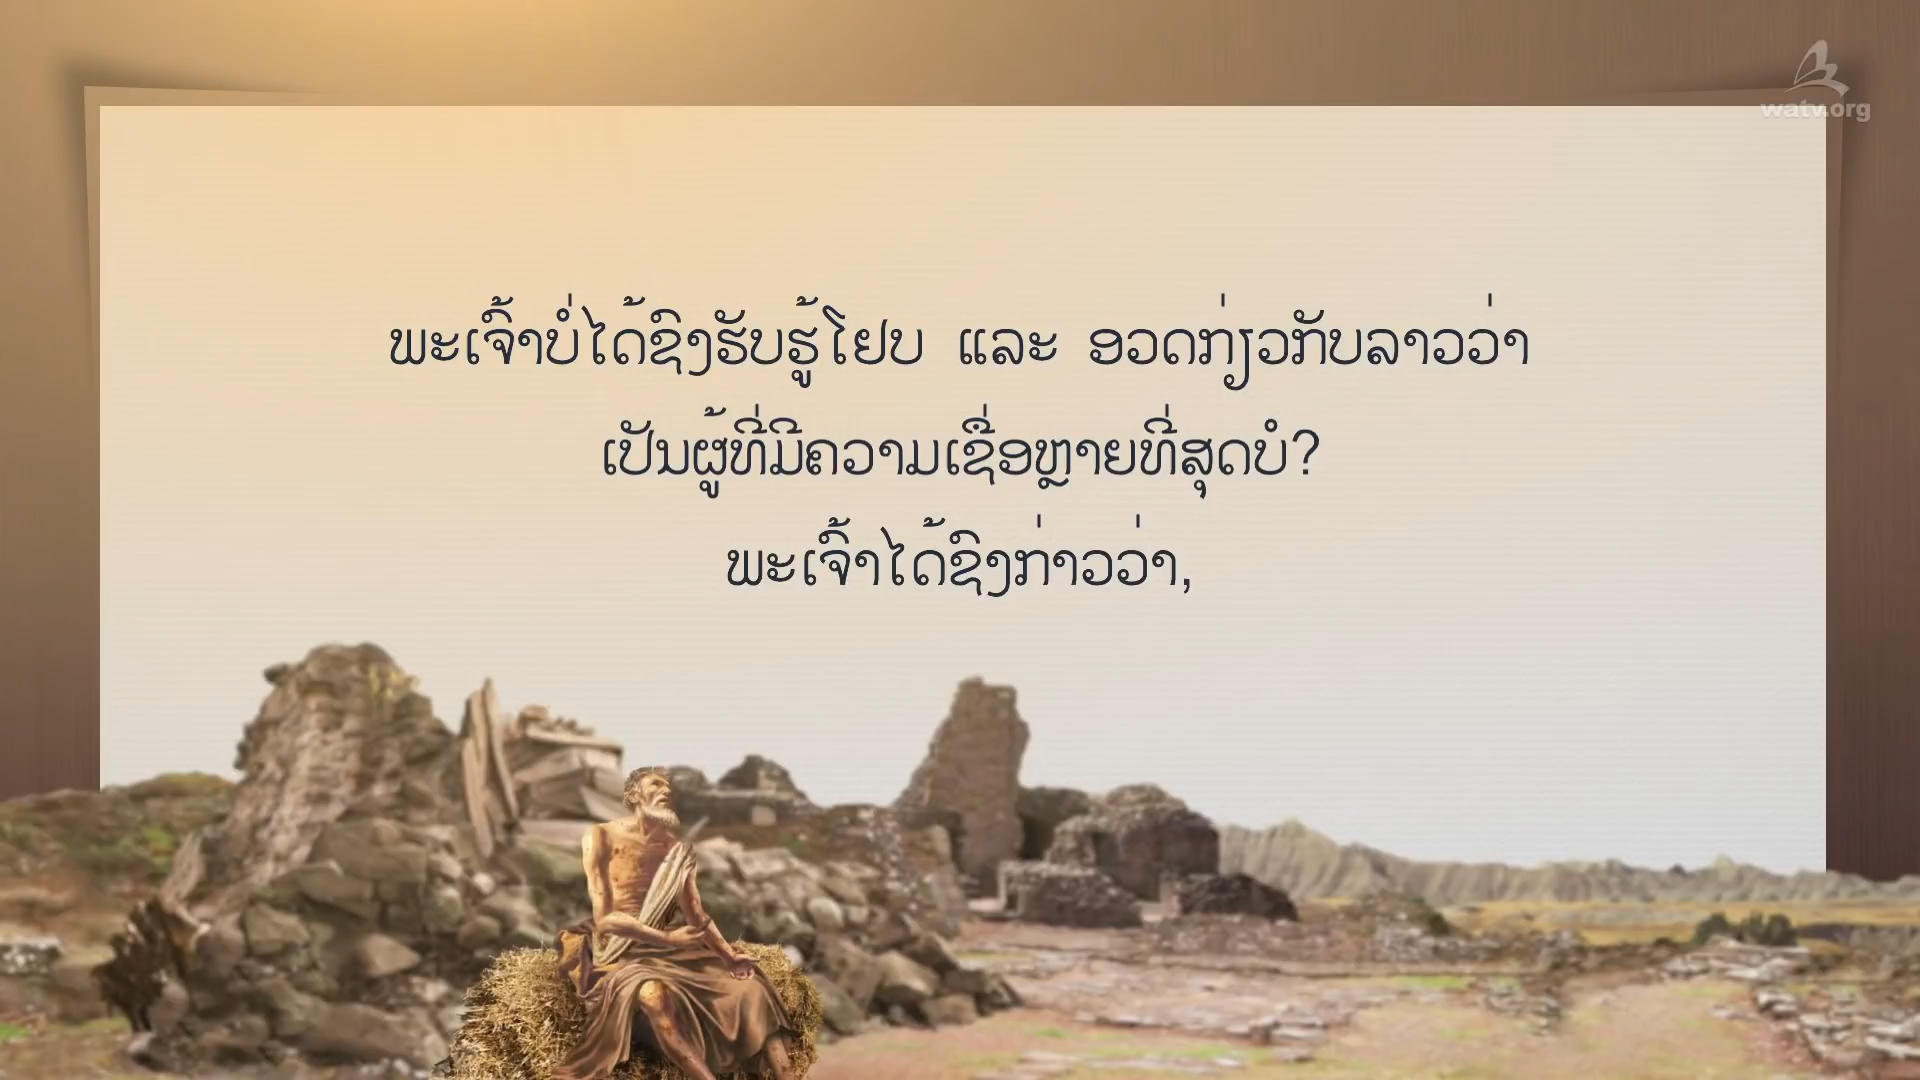 watv.org
ພະເຈົ້າບໍ່ໄດ້ຊົງຮັບຮູ້ໂຢບ ແລະ ອວດກ່ຽວກັບລາວວ່າ
ເປັນຜູ້ທີ່ມີຄວາມເຊື່ອຫຼາຍທີ່ສຸດບໍ?
ພະເຈົ້າໄດ້ຊົງກ່າວວ່າ,